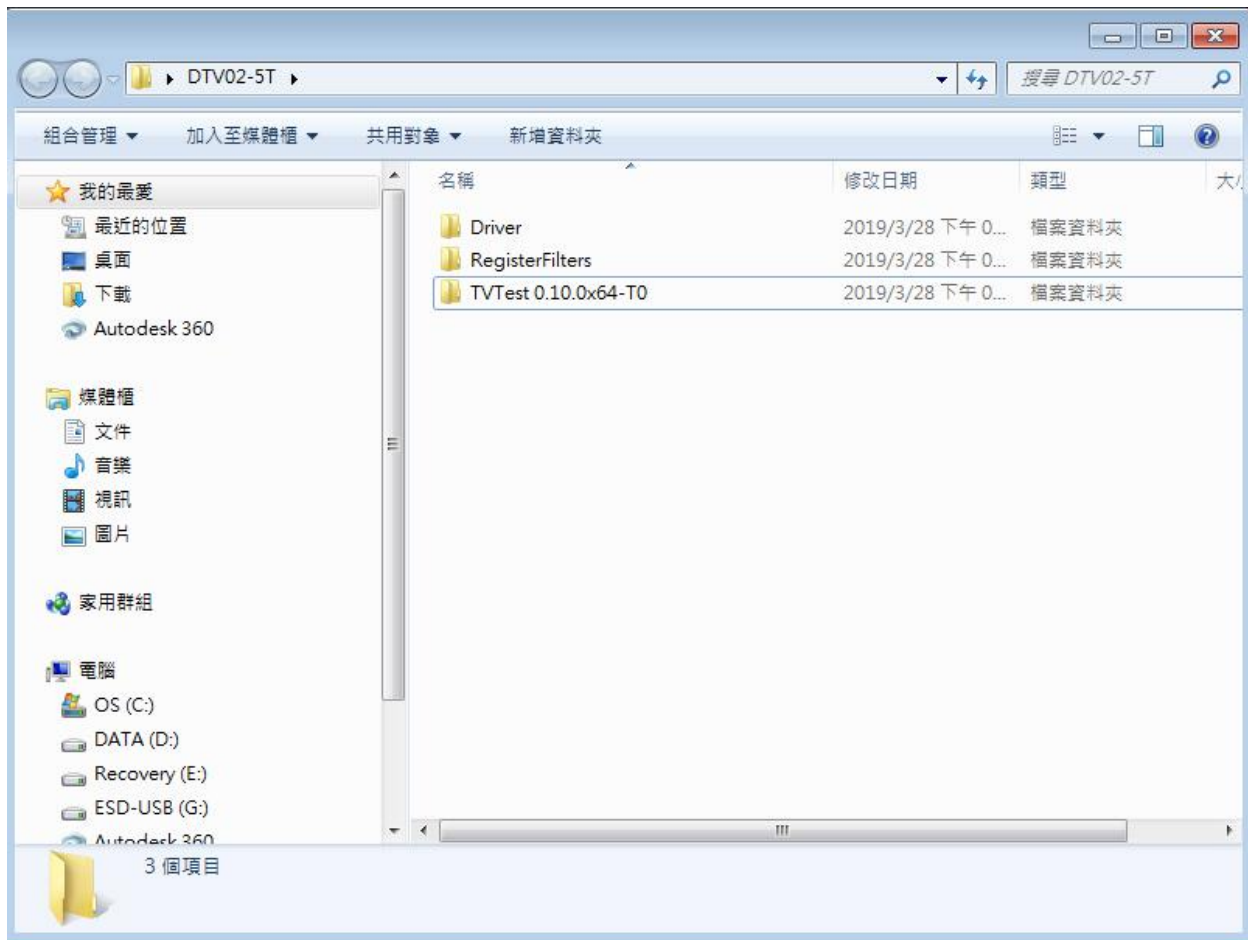 DTV02-5T
搜尋 DTV02-5T
組合管理 加入至媒體櫃 共用對象 新增資料夾
名稱 修改日期 類型
Driver 2019/3/28 下午 0... 檔案資料夾
RegisterFilters 2019/3/28 下午 0... 檔案資料夾
TVTest 0.10.0x64-T0 2019/3/28 下午 0... 檔案資料夾
我的最愛
最近的位置
桌面
下載
Autodesk 360
媒體櫃
文件
音樂
視訊
圖片
家用群組
電腦
OS (C:)
DATA (D:)
Recovery (E:)
ESD-USB (G:)
Autodesk 360
3 個項目